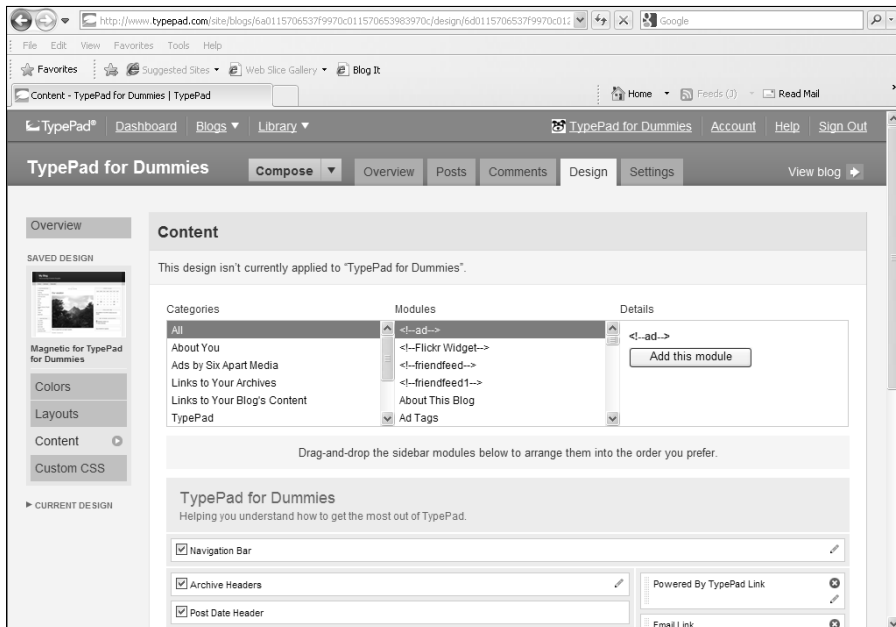 http://www.typepad.com/site/blogs/6a0115706537f9970c011570653983970c/design/6d0115706537f9970c012
Google
File Edit View Favorites Tools Help
Favorites Suggested Sites Web Slice Gallery Blog It
Content - TypePad for Dummies | TypePad
Home Feeds (J) Read Mail
TypePad® Dashboard Blogs Library TypePad for Dummies Account Help Sign Out
TypePad for Dummies Compose Overview Posts Comments Design Settings View blog
Overview
SAVED DESIGN
Magnetic for TypePad
for Dummies
Colors
Layouts
Content
Custom CSS
CURRENT DESIGN
Content
This design isn't currently applied to "TypePad for Dummies".
Categories Modules Details
All <!--ad--> <!--ad-->
About You <!--Flickr Widget--> Add this module
Ads by Six Apart Media <!--friendfeed-->
Links to Your Archives <!--friendfeed1-->
Links to Your Blog's Content About This Blog
TypePad Ad Tags
Drag-and-drop the sidebar modules below to arrange them into the order you prefer.
TypePad for Dummies
Helping you understand how to get the most out of TypePad.
Navigation Bar
Archive Headers Powered By TypePad Link
Post Date Header
Email Link